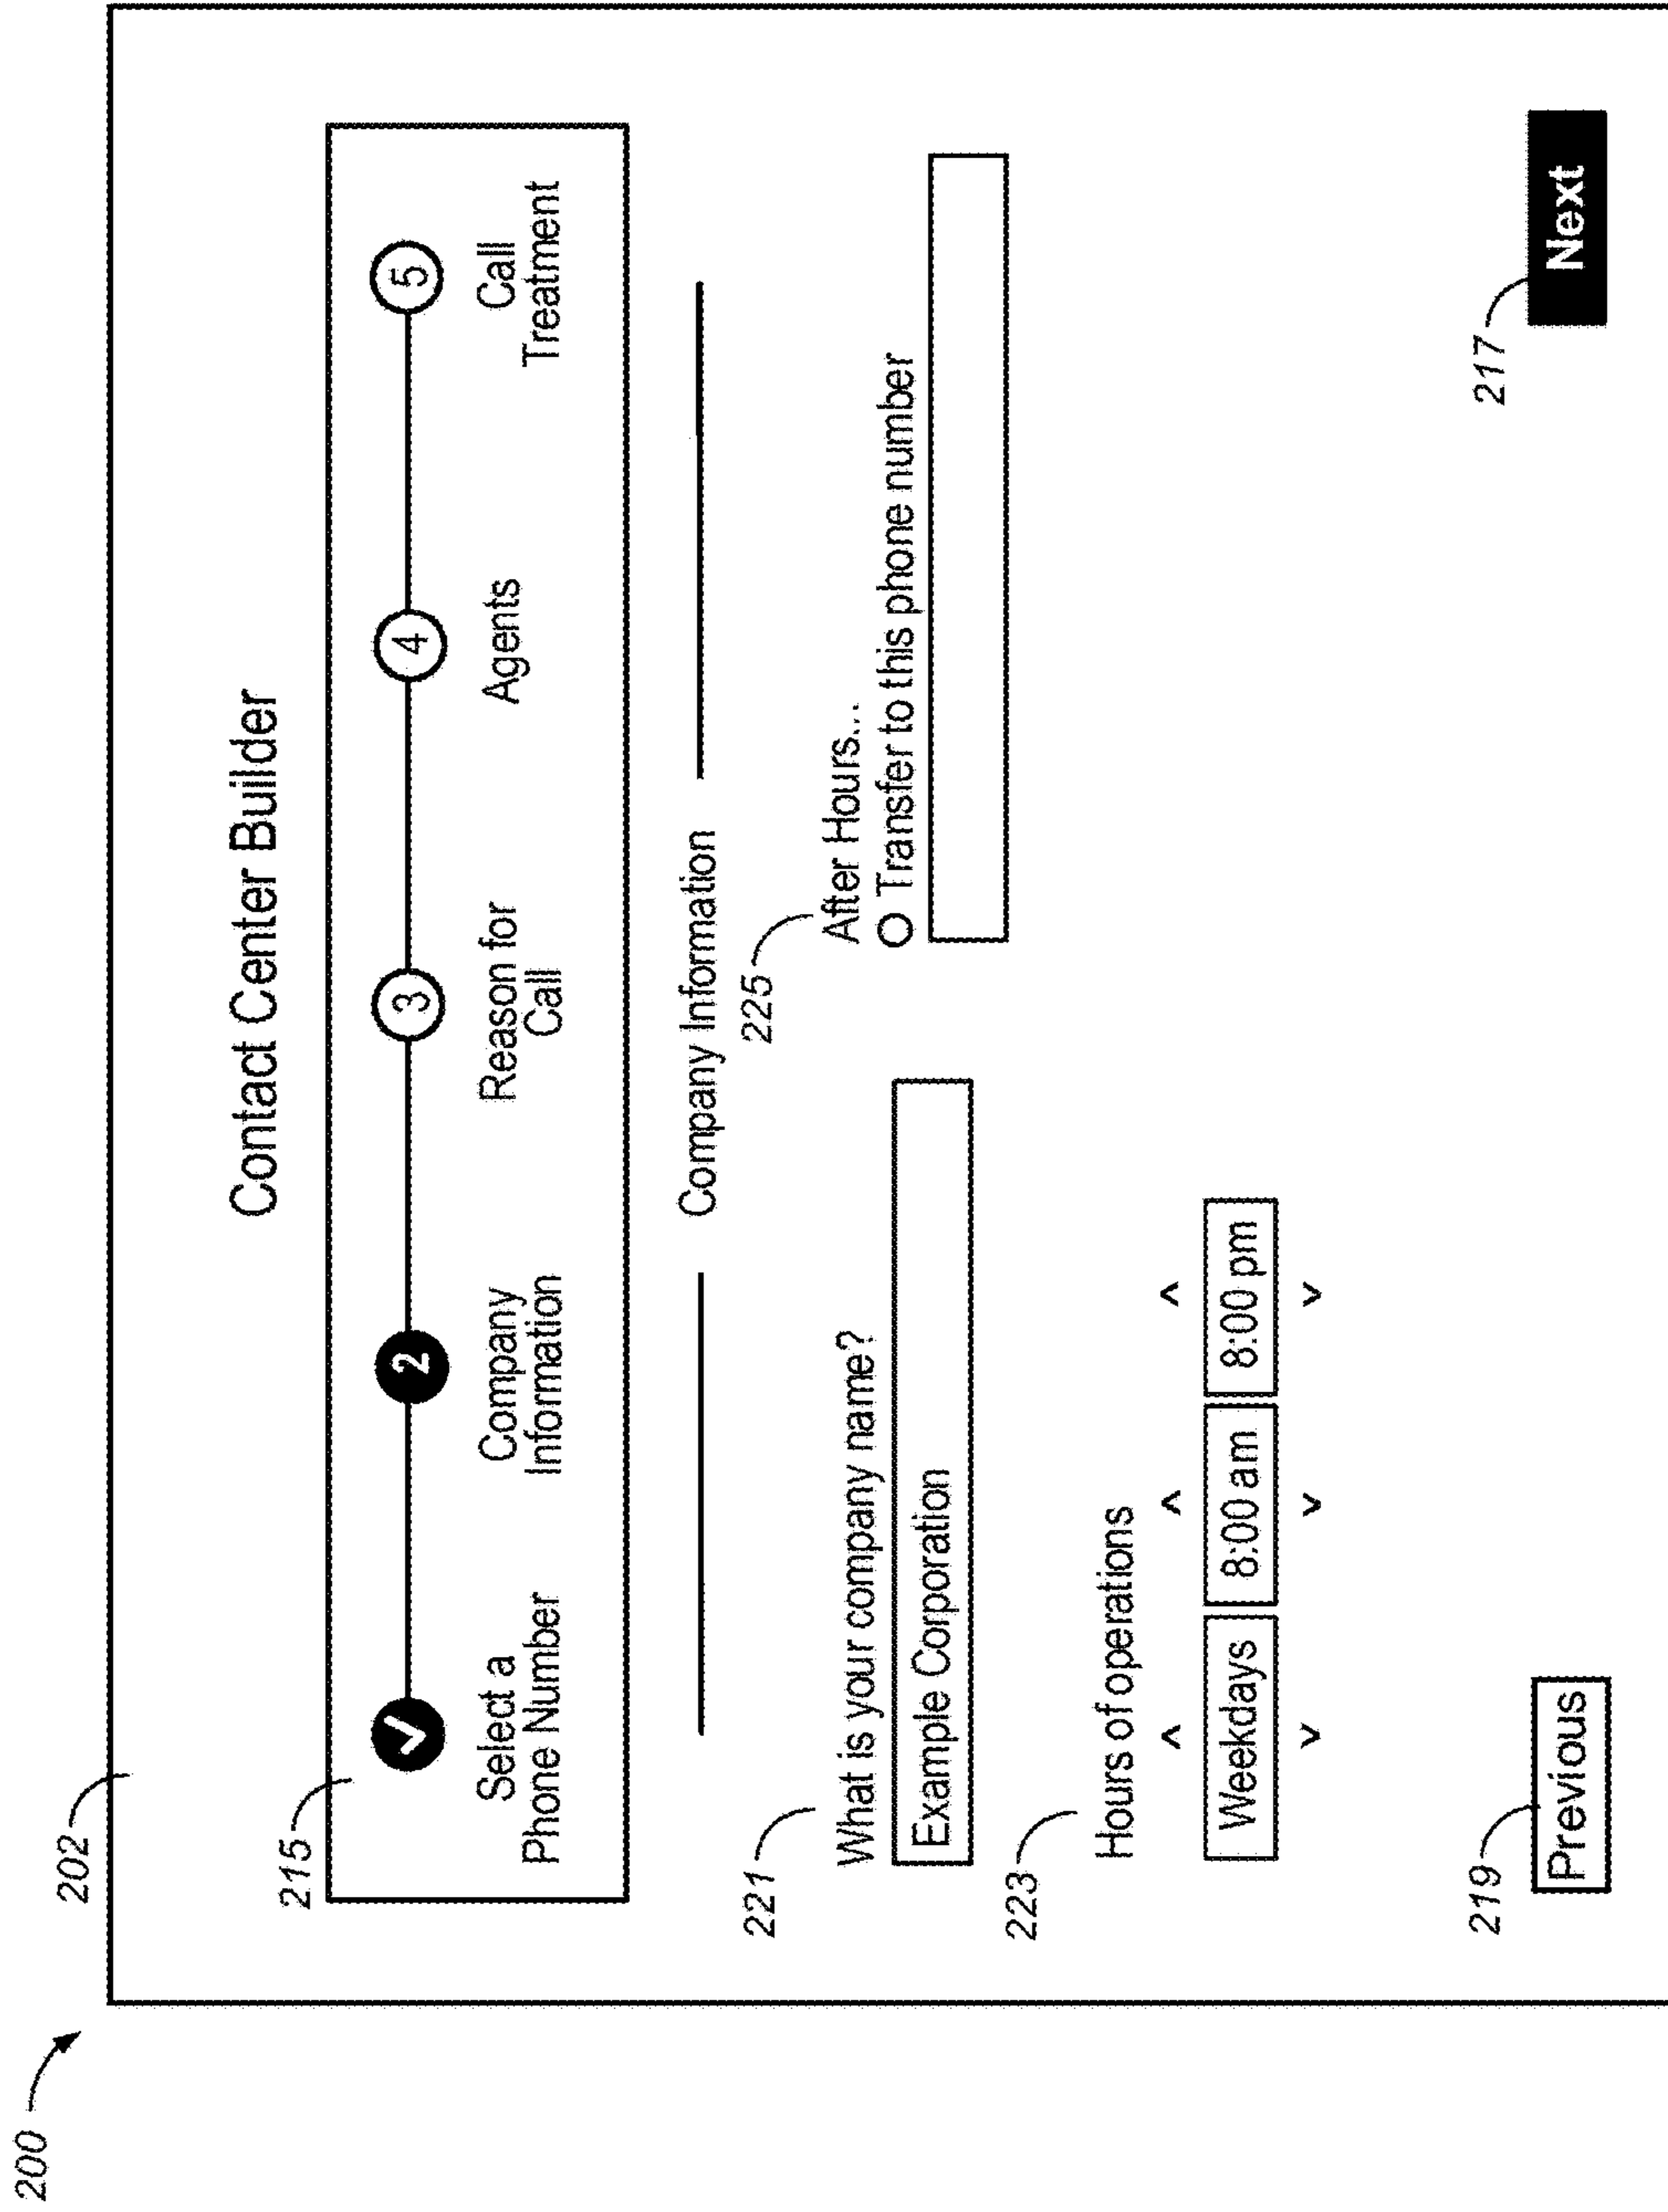 200
202
Contact Center Builder
215
2 3 4 5
Select a Company Reason for Agents Call
Phone Number Information Call Treatment
Company Information
221
What is your company name?
Example Corporation
225
After Hours...
Transfer to this phone number
223
Hours of operations
Weekdays 8:00 am 8:00 pm
219
Previous
217
Next